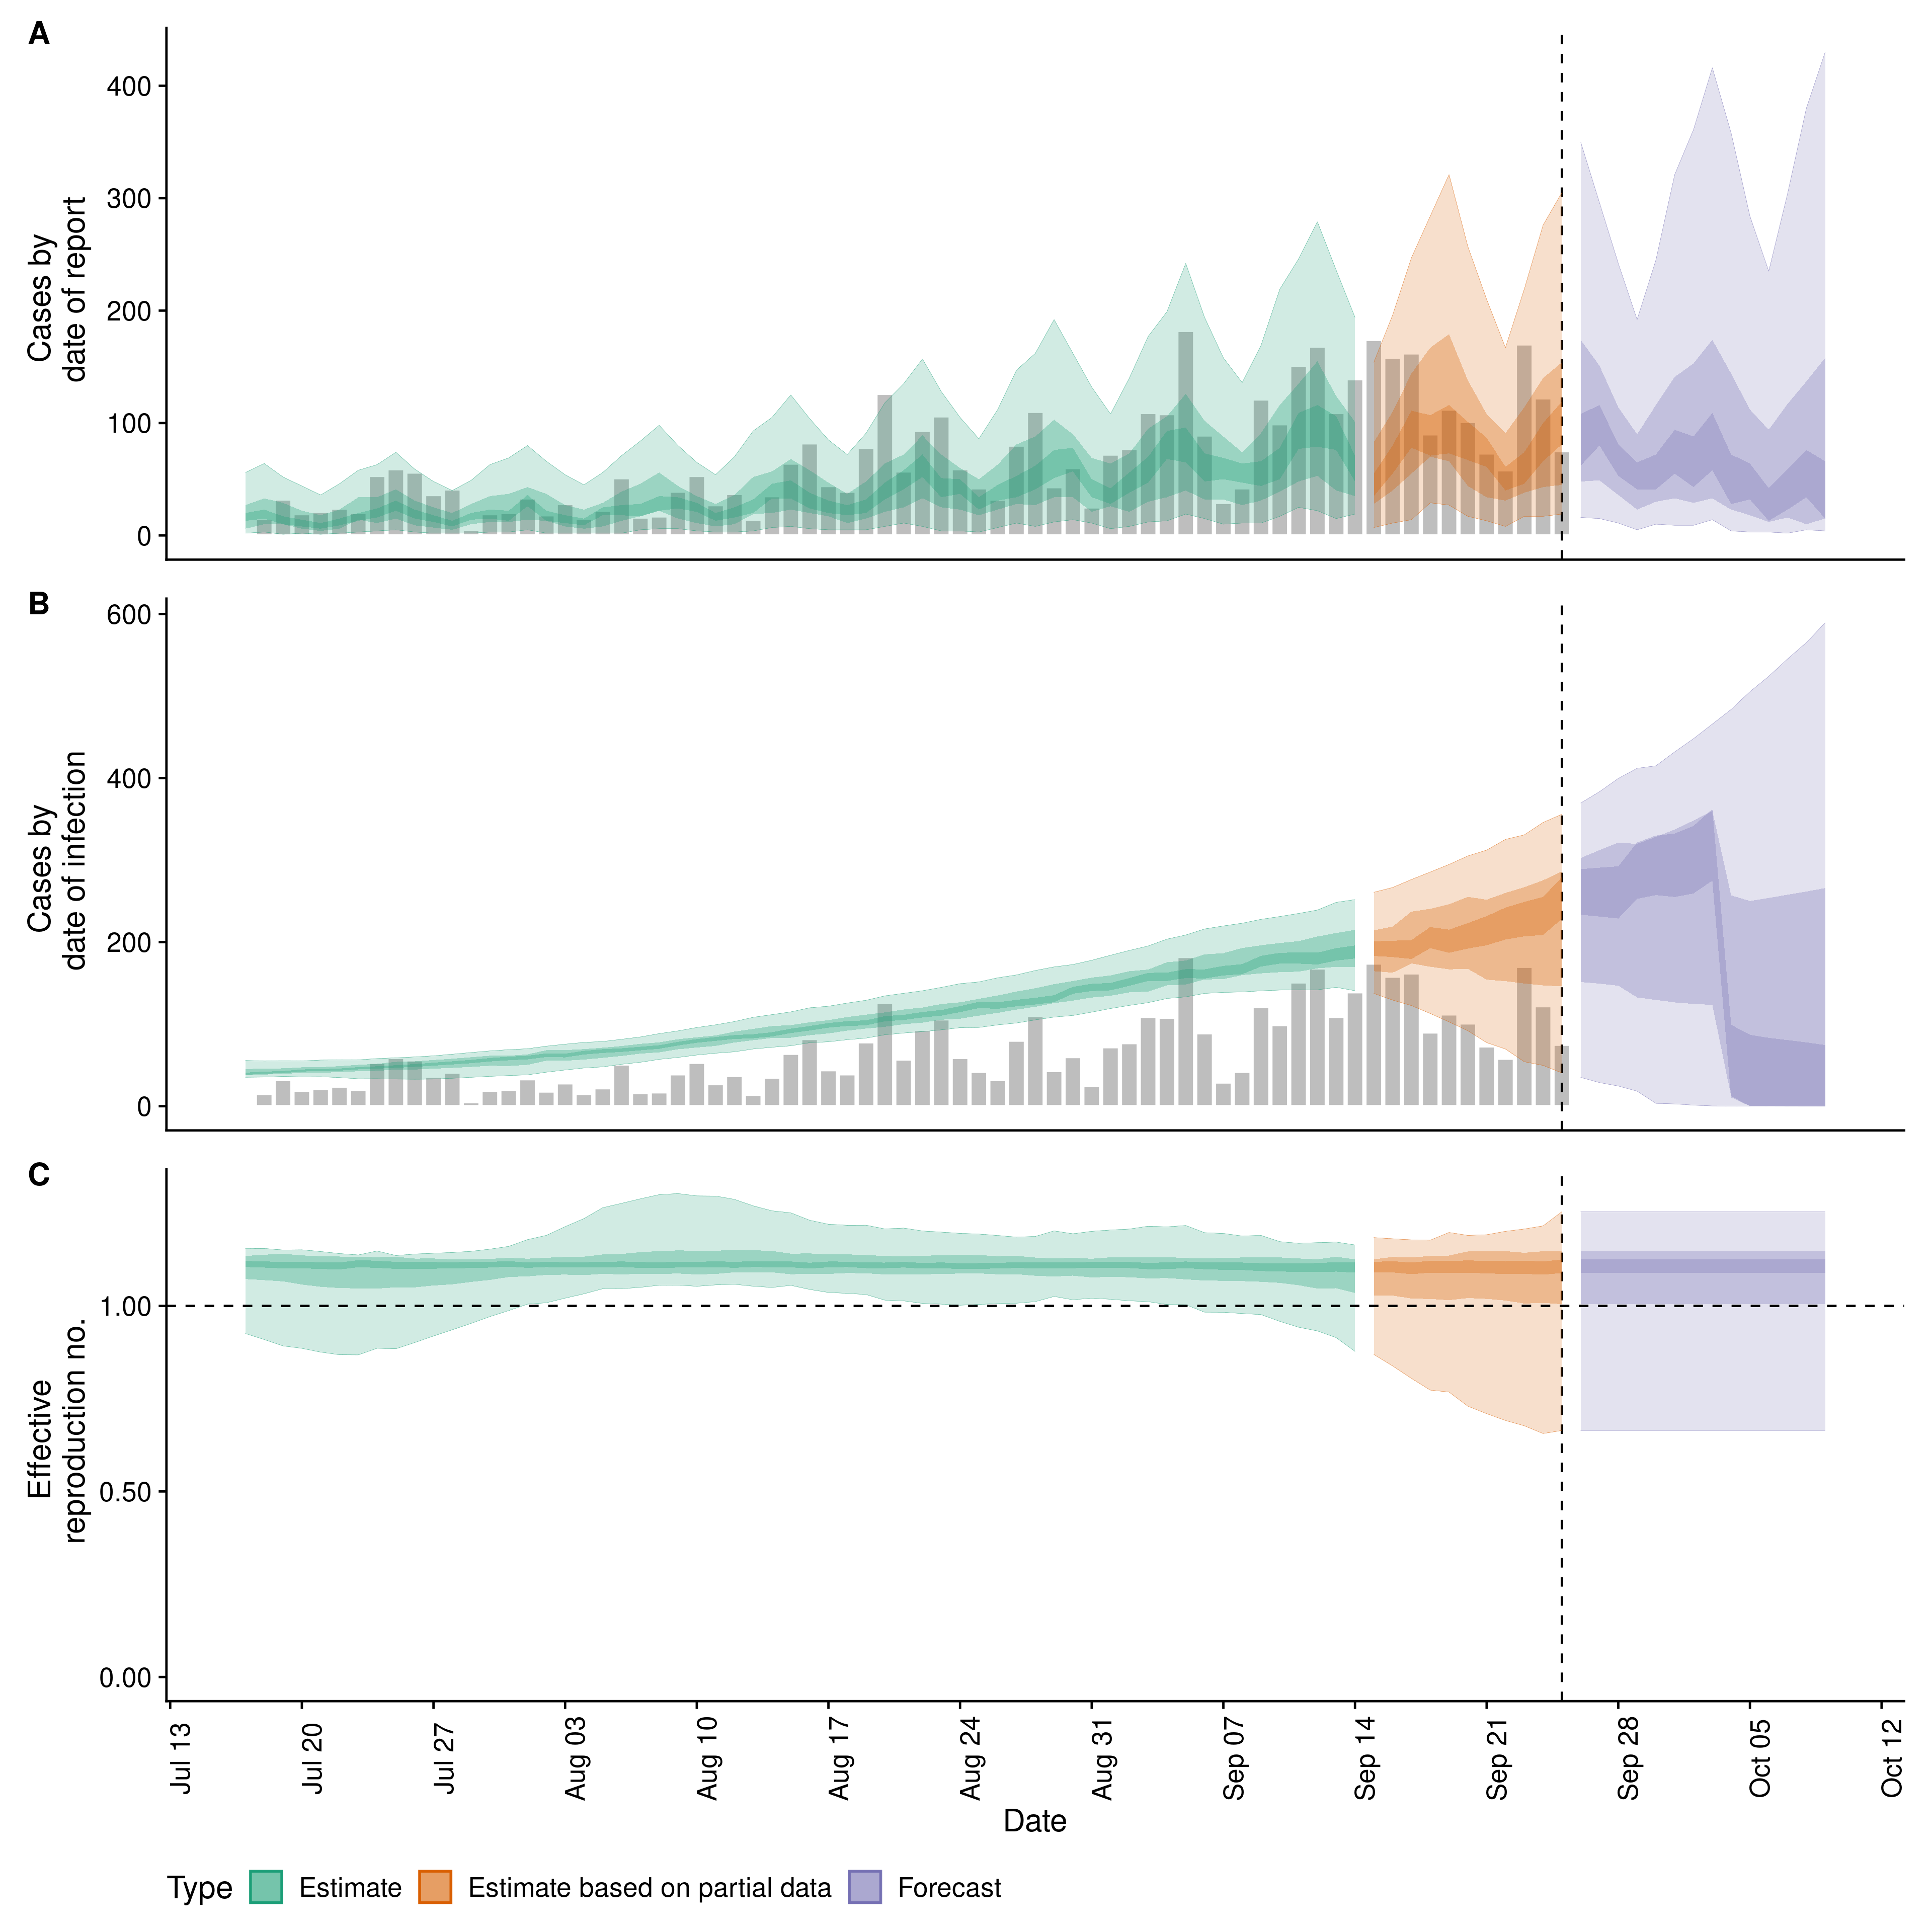 A
400
300
200
100
0
Cases by
date of report
B
600
400
200
0
Cases by
date of infection
C
1.00
0.50
0.00
Effective
reproduction no.
Jul 13
Jul 20
Jul 27
Aug 03
Aug 10
Aug 17
Aug 24
Aug 31
Sep 07
Sep 14
Sep 21
Sep 28
Oct 05
Oct 12
Date
Type Estimate Estimate based on partial data Forecast